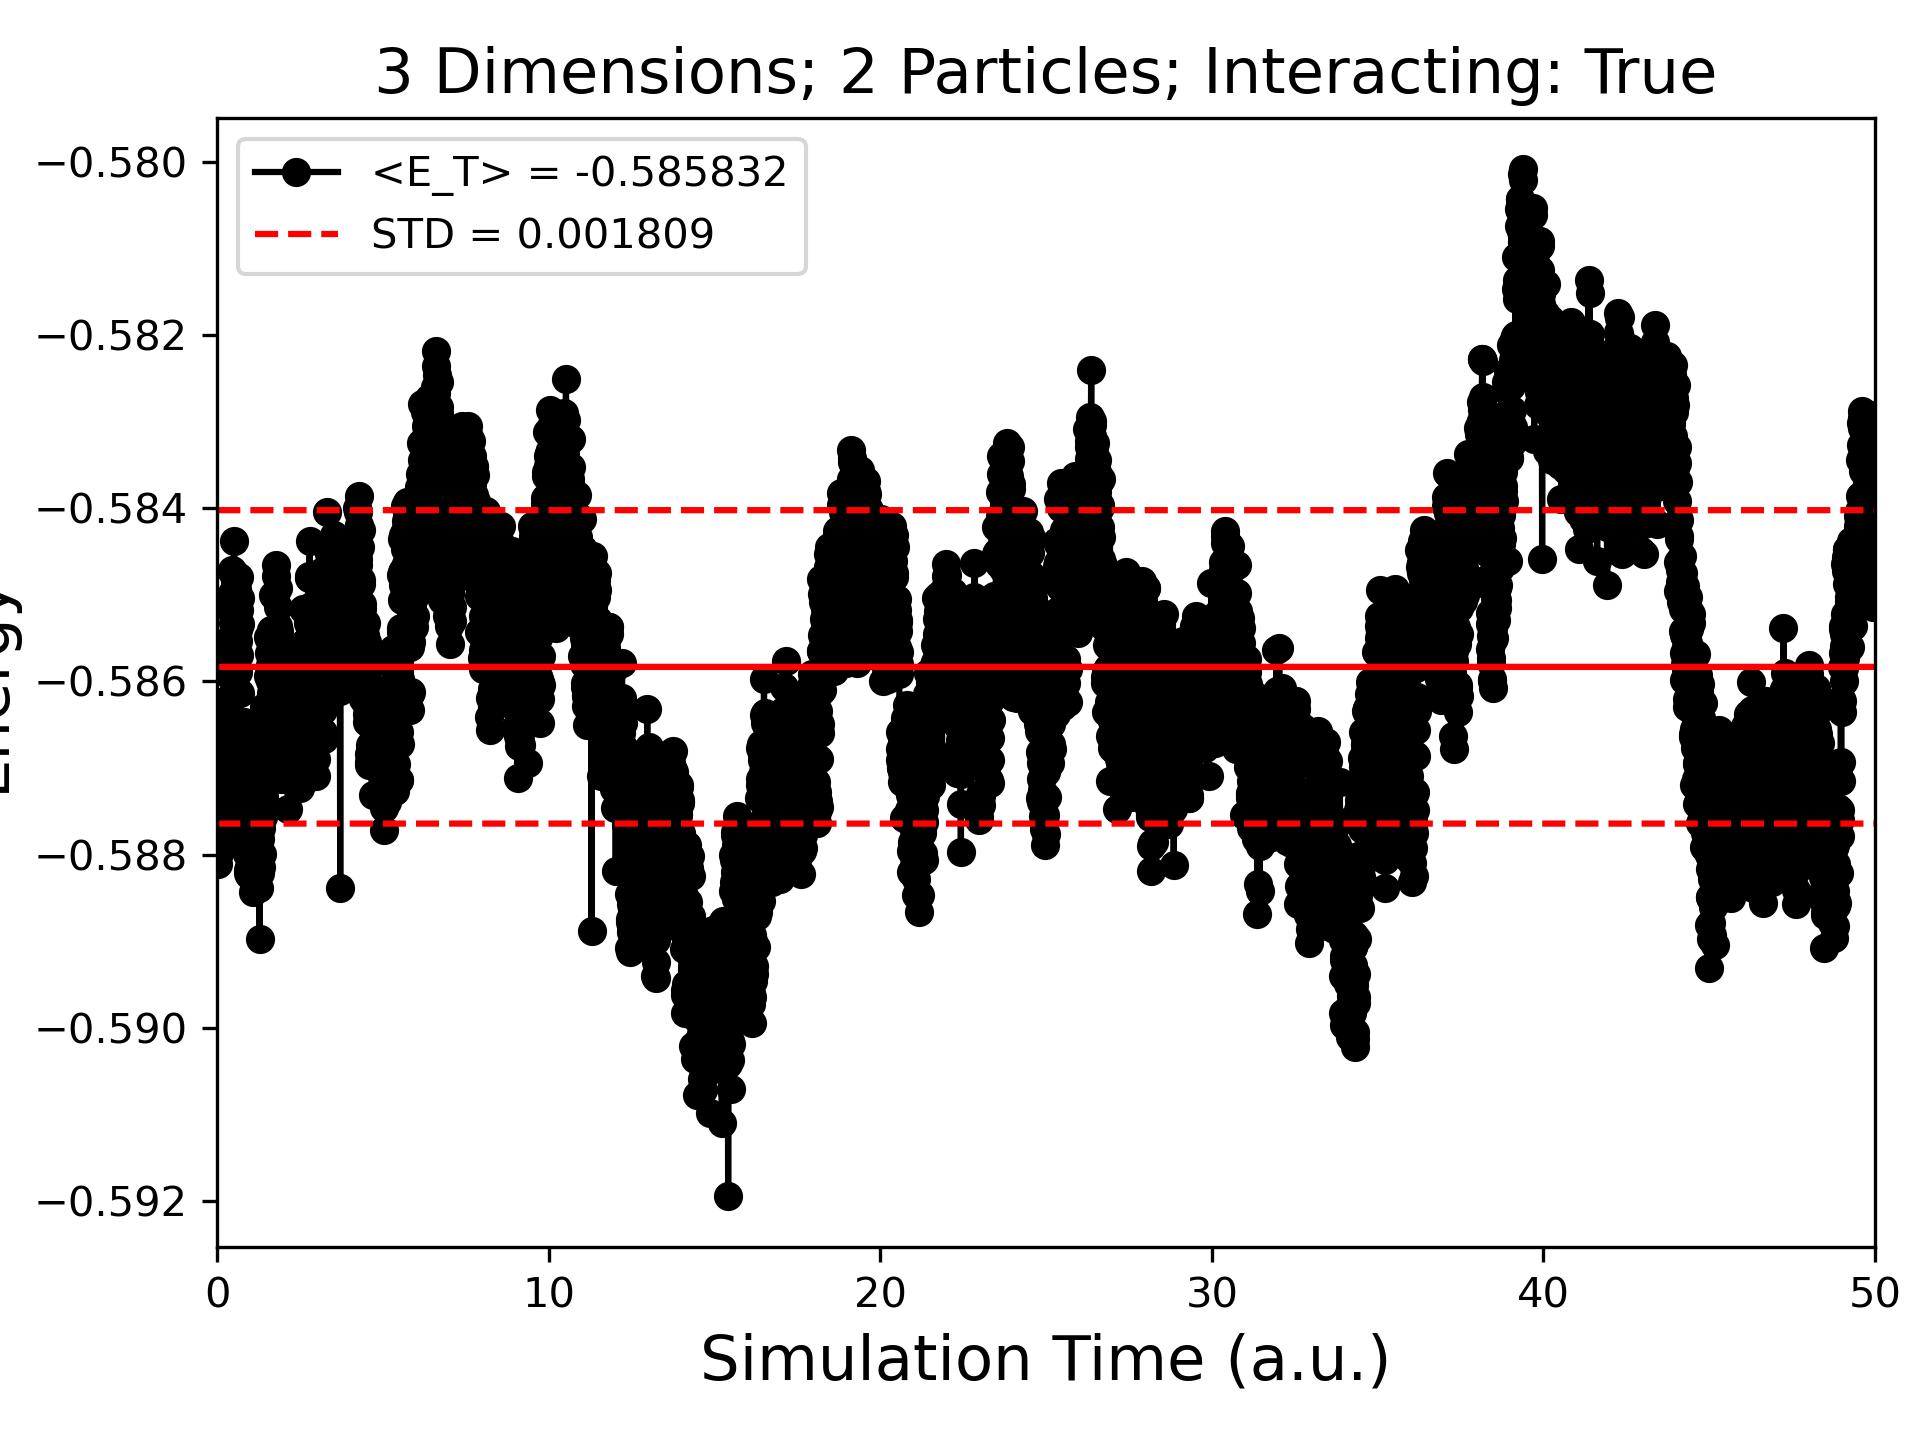 3 Dimensions; 2 Particles; Interacting: True
<E_T> = -0.585832
STD = 0.001809
−0.580
−0.582
−0.584
−0.586
−0.588
−0.590
−0.592
Energy
0 10 20 30 40 50
Simulation Time (a.u.)